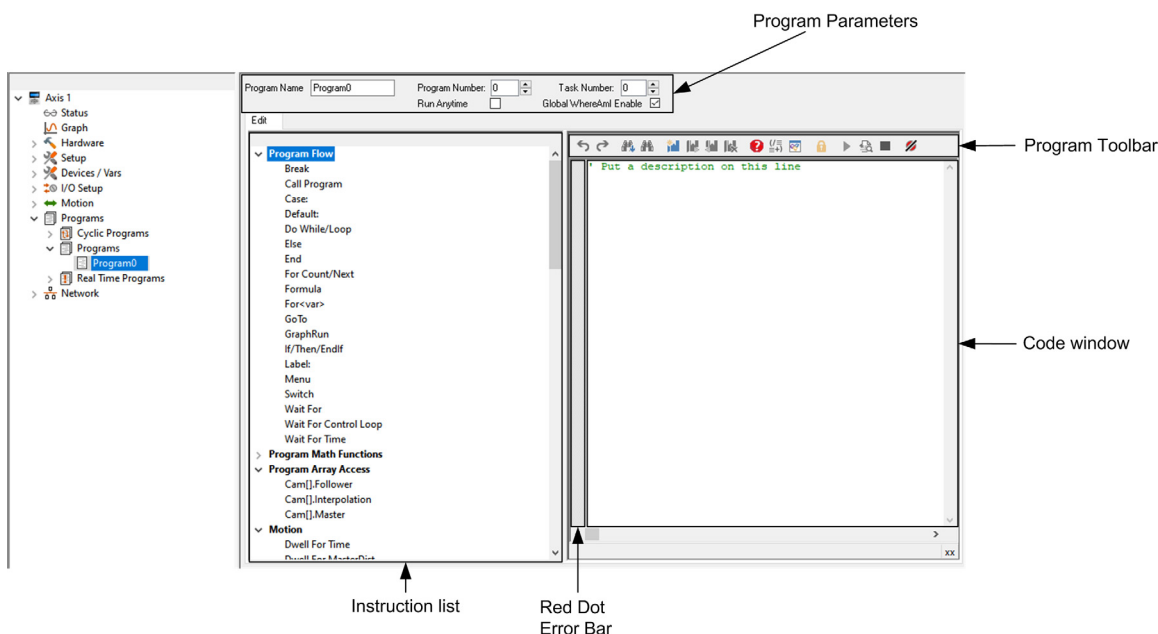 Program Parameters
Program Name Program0 Program Number: 0 Task Number: 0
Run Anytime Global WhereAmI Enable
Edit
Axis 1
Status
Graph
Hardware
Setup
Devices / Vars
I/O Setup
Motion
Programs
Cyclic Programs
Programs
Program0
Real Time Programs
Network
Program Flow
Break
Call Program
Case:
Default:
Do While/Loop
Else
End
For Count/Next
Formula
For<var>
GoTo
GraphRun
If/Then/EndIf
Label:
Menu
Switch
Wait For
Wait For Control Loop
Wait For Time
Program Math Functions
Program Array Access
Cam[].Follower
Cam[].Interpolation
Cam[].Master
Motion
Dwell For Time
Dwell For MasterDist
Program Toolbar
' Put a description on this line
Code window
xx
Instruction list
Red Dot
Error Bar